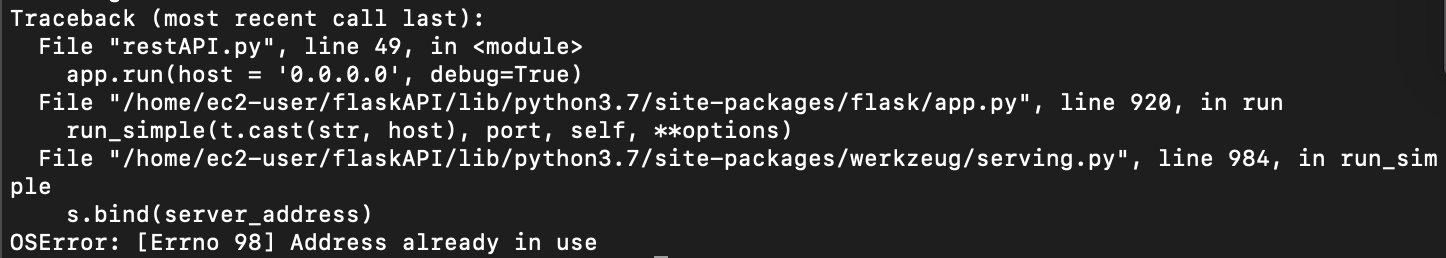 Traceback (most recent call last):
  File "restAPI.py", line 49, in <module>
    app.run(host = '0.0.0.0', debug=True)
  File "/home/ec2-user/flaskAPI/lib/python3.7/site-packages/flask/app.py", line 920, in run
    run_simple(t.cast(str, host), port, self, **options)
  File "/home/ec2-user/flaskAPI/lib/python3.7/site-packages/werkzeug/serving.py", line 984, in run_sim
ple
    s.bind(server_address)
OSError: [Errno 98] Address already in use